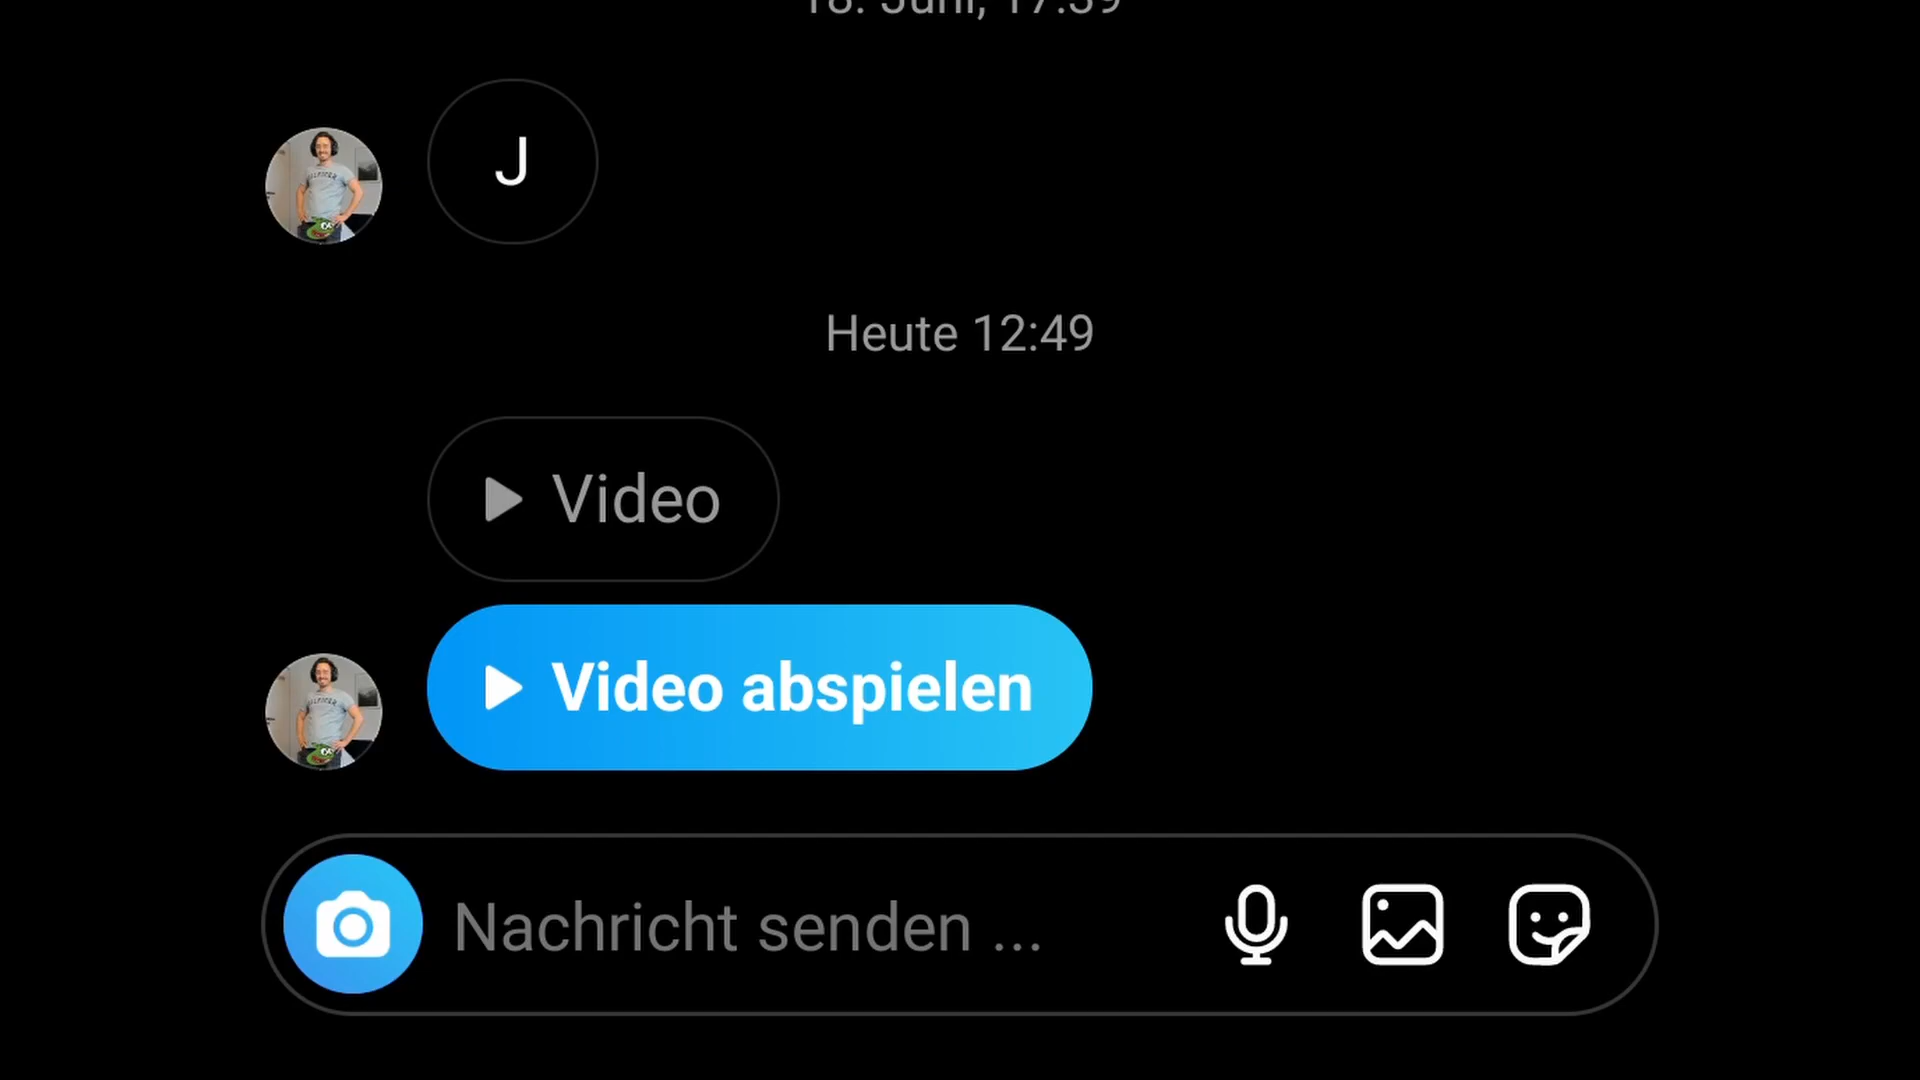 18. Juni, 17:39
J
Heute 12:49
Video
Video abspielen
Nachricht senden ...